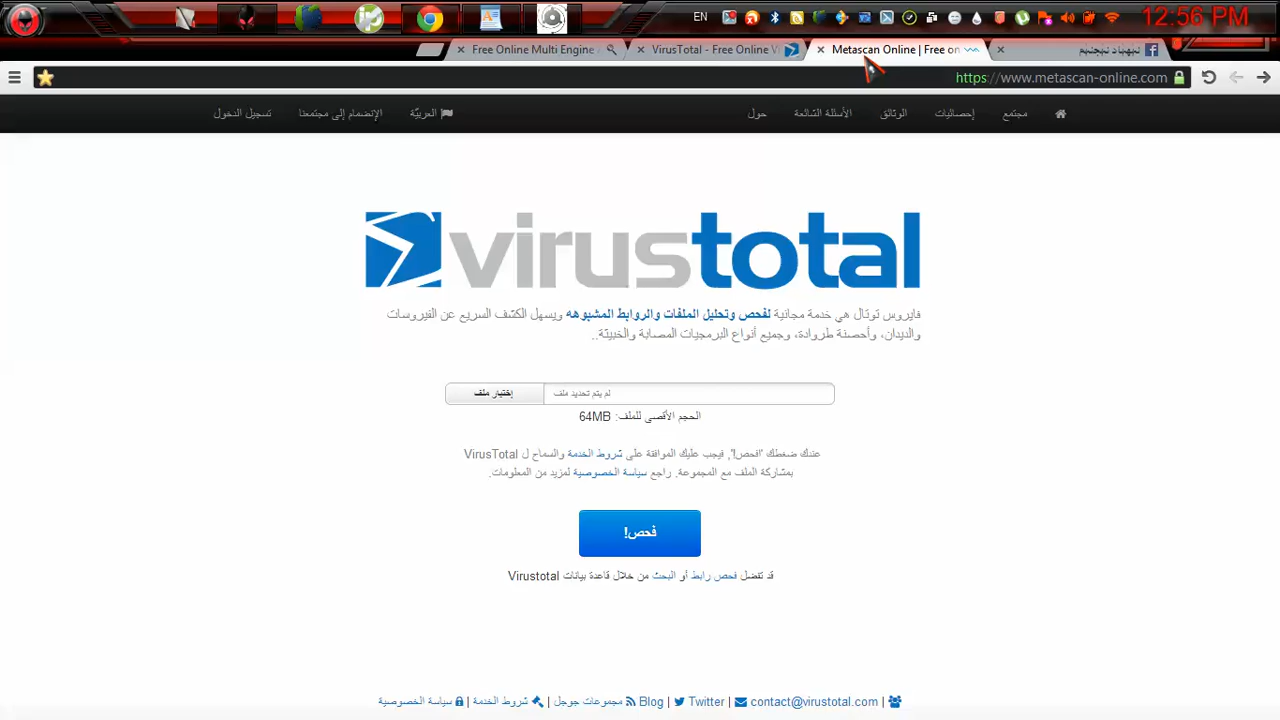 EN
12:56 PM
Free Online Multi Engine
VirusTotal - Free Online Vi
Metascan Online | Free on
https://www.metascan-online.com
مجتمع
إحصائيات
الوثائق
الأسئلة الشائعة
حول
العربيّة
الإنضمام إلى مجتمعنا
تسجيل الدخول
virustotal
فايروس توتال هي خدمة مجانية لفحص وتحليل الملفات والروابط المشبوهه ويسهل الكشف السريع عن الفيروسات
والديدان، وأحصنة طروادة، وجميع أنواع البرمجيات المصابة والخبيثة..
لم يتم تحديد ملف
إختيار ملف
الحجم الأقصى للملف: 64MB
عندك ضغطك "افحص!", فيجب عليك الموافقة على شروط الخدمة والسماح ل VirusTotal
بمشاركة الملف مع المجموعة. راجع سياسة الخصوصية لمزيد من المعلومات.
فحص!
قد تفضل فحص رابط أو البحث من خلال قاعدة بيانات Virustotal
contact@virustotal.com | Twitter | Blog | مجموعات جوجل | شروط الخدمة | سياسة الخصوصية